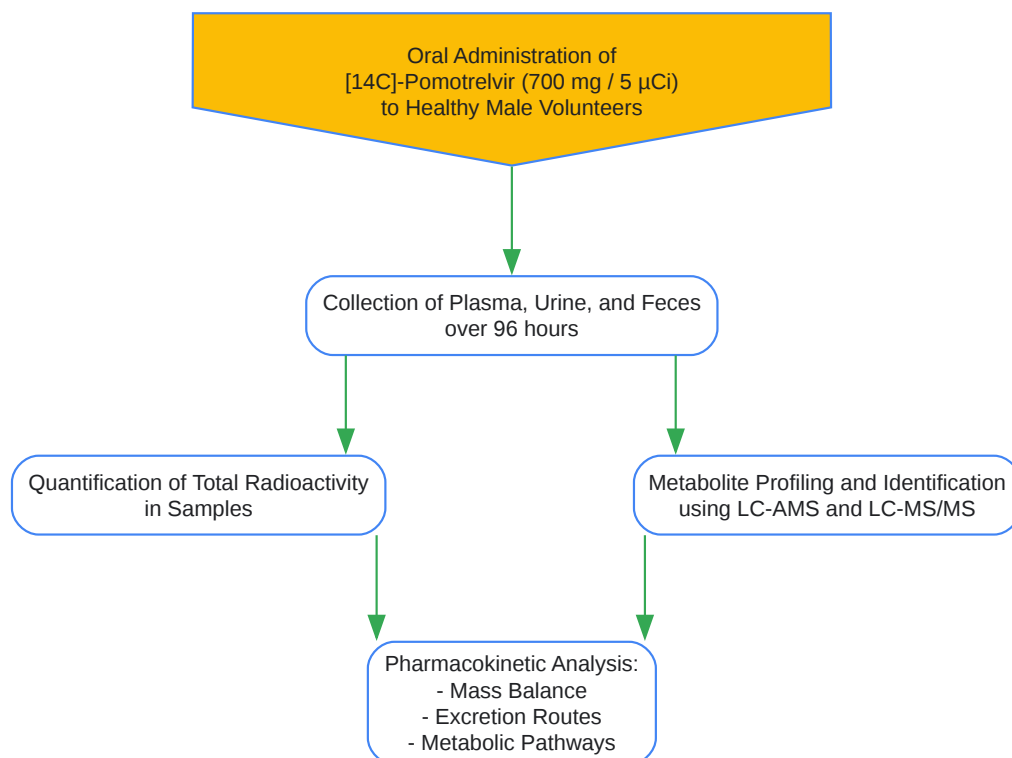 Oral Administration of
[14C]-Pomotrelvir (700 mg / 5 µCi)
to Healthy Male Volunteers
Collection of Plasma, Urine, and Feces
over 96 hours
Quantification of Total Radioactivity
in Samples
Metabolite Profiling and Identification
using LC-AMS and LC-MS/MS
Pharmacokinetic Analysis:
- Mass Balance
- Excretion Routes
- Metabolic Pathways